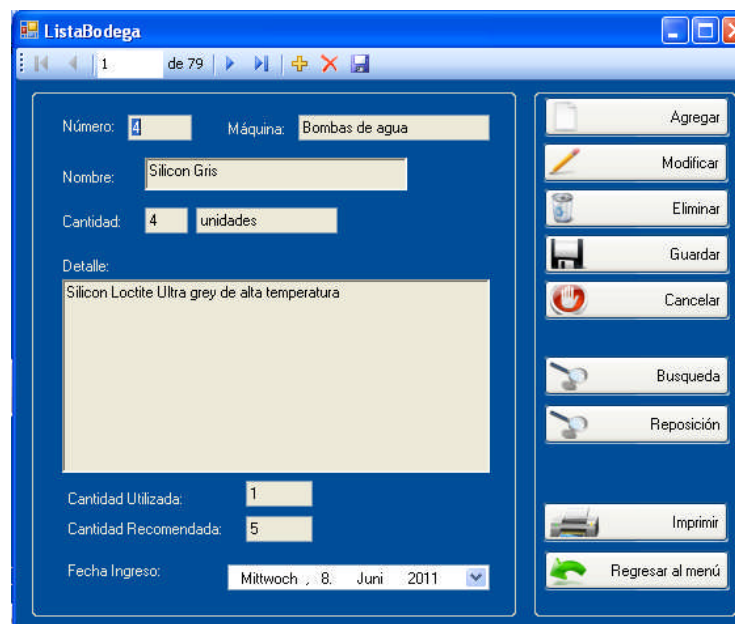 ListaBodega
1 de 79
Número: 4 Máquina: Bombas de agua
Nombre: Silicon Gris
Cantidad: 4 unidades
Detalle:
Silicon Loctite Ultra grey de alta temperatura
Cantidad Utilizada: 1
Cantidad Recomendada: 5
Fecha Ingreso: Mittwoch , 8. Juni 2011
Agregar
Modificar
Eliminar
Guardar
Cancelar
Busqueda
Reposición
Imprimir
Regresar al menú